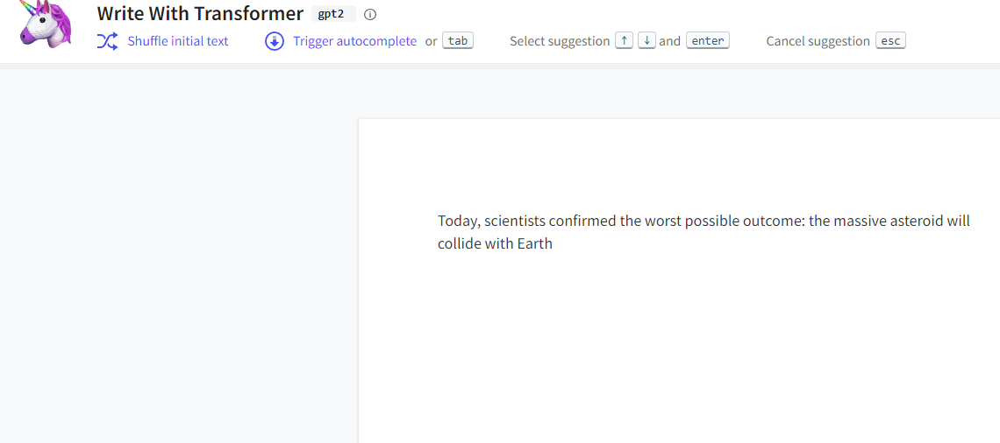 Write With Transformer gpt2
Shuffle initial text Trigger autocomplete or tab Select suggestion ↑ ↓ and enter Cancel suggestion esc
Today, scientists confirmed the worst possible outcome: the massive asteroid will
collide with Earth